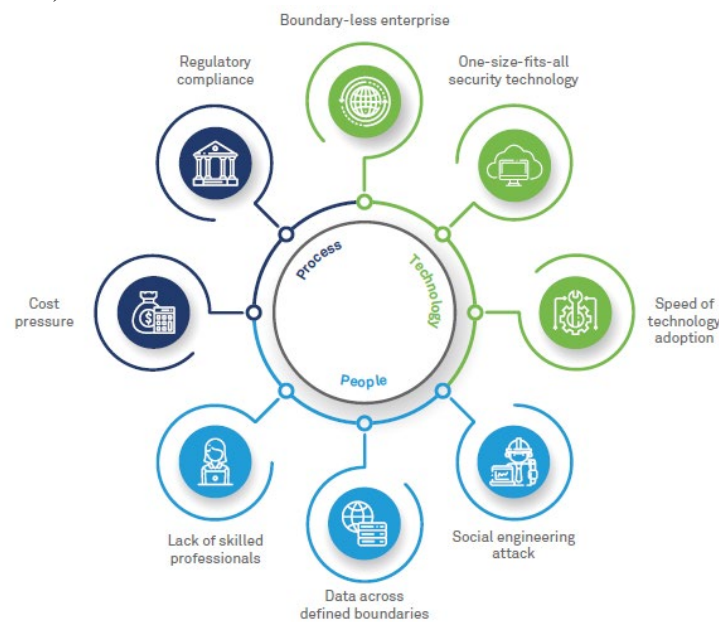 Boundary-less enterprise
Regulatory
compliance
One-size-fits-all
security technology
Process
Technology
People
Cost
pressure
Speed of
technology
adoption
Lack of skilled
professionals
Social engineering
attack
Data across
defined boundaries